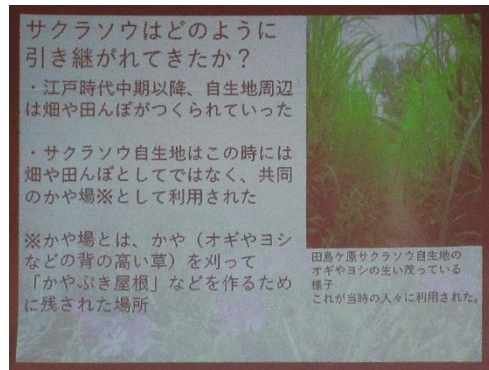 サクラソウはどのように
引き継がれてきたか？
・江戸時代中期以降、自生地周辺
は畑や田んぼがつくられていった
・サクラソウ自生地はこの時には
畑や田んぼとしてではなく、共同
のかや場※として利用された
※かや場とは、かや（オギやヨシ
などの背の高い草）を刈って
「かやぶき屋根」などを作るため
に残された場所
田島ケ原サクラソウ自生地の
オギやヨシの生い茂っている
様子
これが当時の人々に利用された。